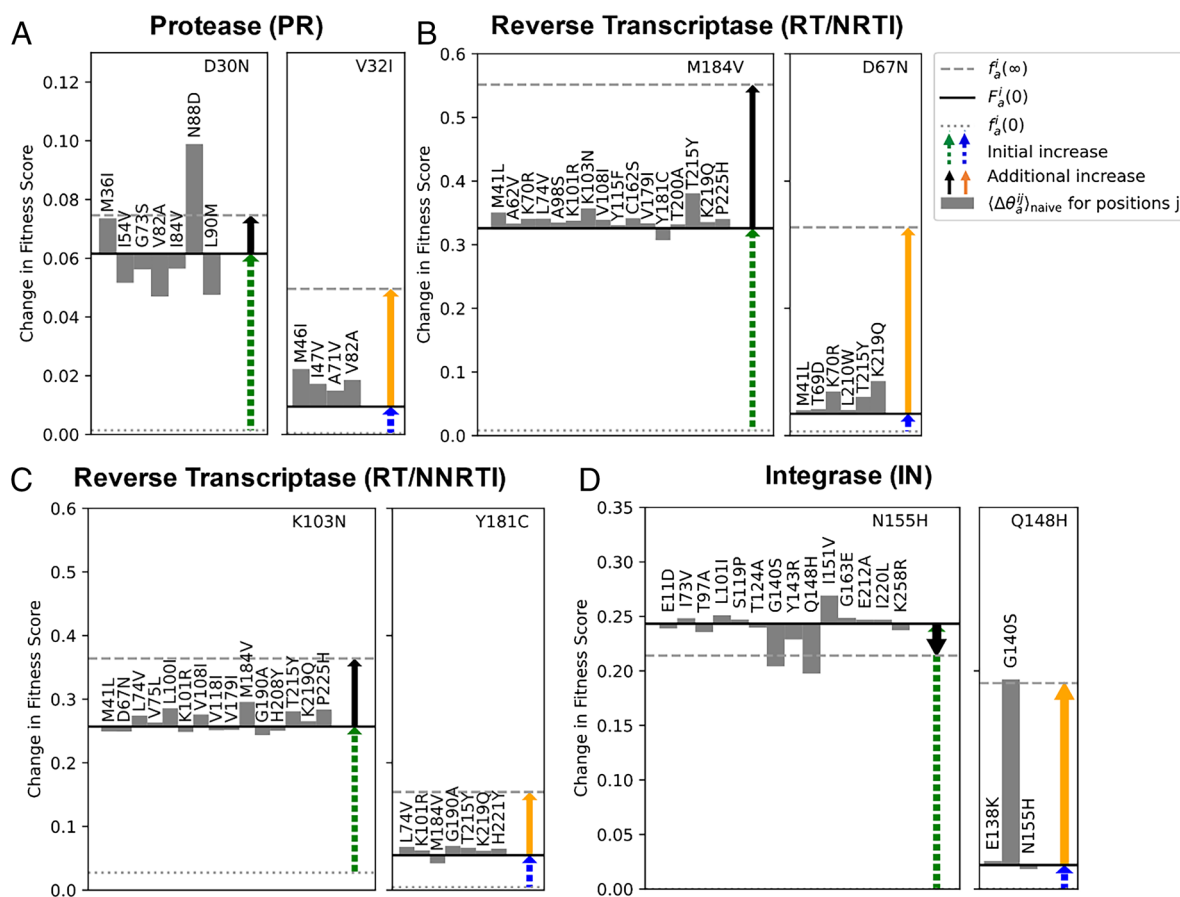 A
Protease (PR)
Change in Fitness Score
0.12
0.10
0.08
0.06
0.04
0.02
0.00
D30N
M36I
I54V
G73S
V82A
I84V
N88D
L90M
V32I
M46I
I47V
A71V
V82A
B
Reverse Transcriptase (RT/NRTI)
Change in Fitness Score
0.6
0.5
0.4
0.3
0.2
0.1
0.0
M184V
M41L
A62V
K70R
L74V
A98S
K101R
K103N
V108I
Y115F
C162S
V179I
Y181C
T200A
T215Y
K219Q
P225H
D67N
M41L
T69D
K70R
L210W
T215Y
K219Q
f_a^i(∞)
F_a^i(0)
f_a^i(0)
Initial increase
Additional increase
⟨Δθ_a^ij⟩naive for positions j
C
Reverse Transcriptase (RT/NNRTI)
Change in Fitness Score
0.6
0.5
0.4
0.3
0.2
0.1
0.0
K103N
M41L
D67N
L74V
V75L
L100I
K101R
V108I
V118I
V179I
M184V
G190A
H208Y
T215Y
K219Q
P225H
Y181C
L74V
K101R
M184V
G190A
T215Y
K219Q
H221Y
D
Integrase (IN)
Change in Fitness Score
0.35
0.30
0.25
0.20
0.15
0.10
0.05
0.00
N155H
E11D
I73V
T97A
L101I
S119P
T124A
G140S
Y143R
Q148H
I151V
G163E
E212A
I220L
K258R
Q148H
E138K
G140S
N155H